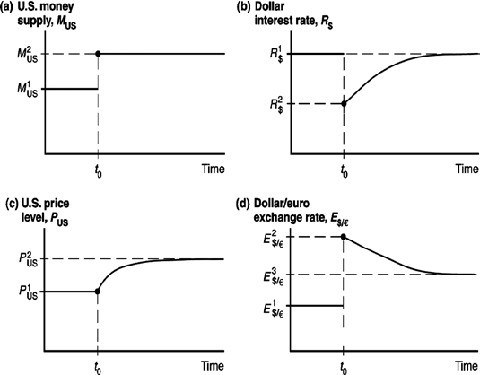 (a) U.S. money
supply, M_US
M²_US
M¹_US
t₀ Time
(b) Dollar
interest rate, R_$
R¹_$
R²_$
t₀ Time
(c) U.S. price
level, P_US
P²_US
P¹_US
t₀ Time
(d) Dollar/euro
exchange rate, E_$/€
E²_$/€
E³_$/€
E¹_$/€
t₀ Time